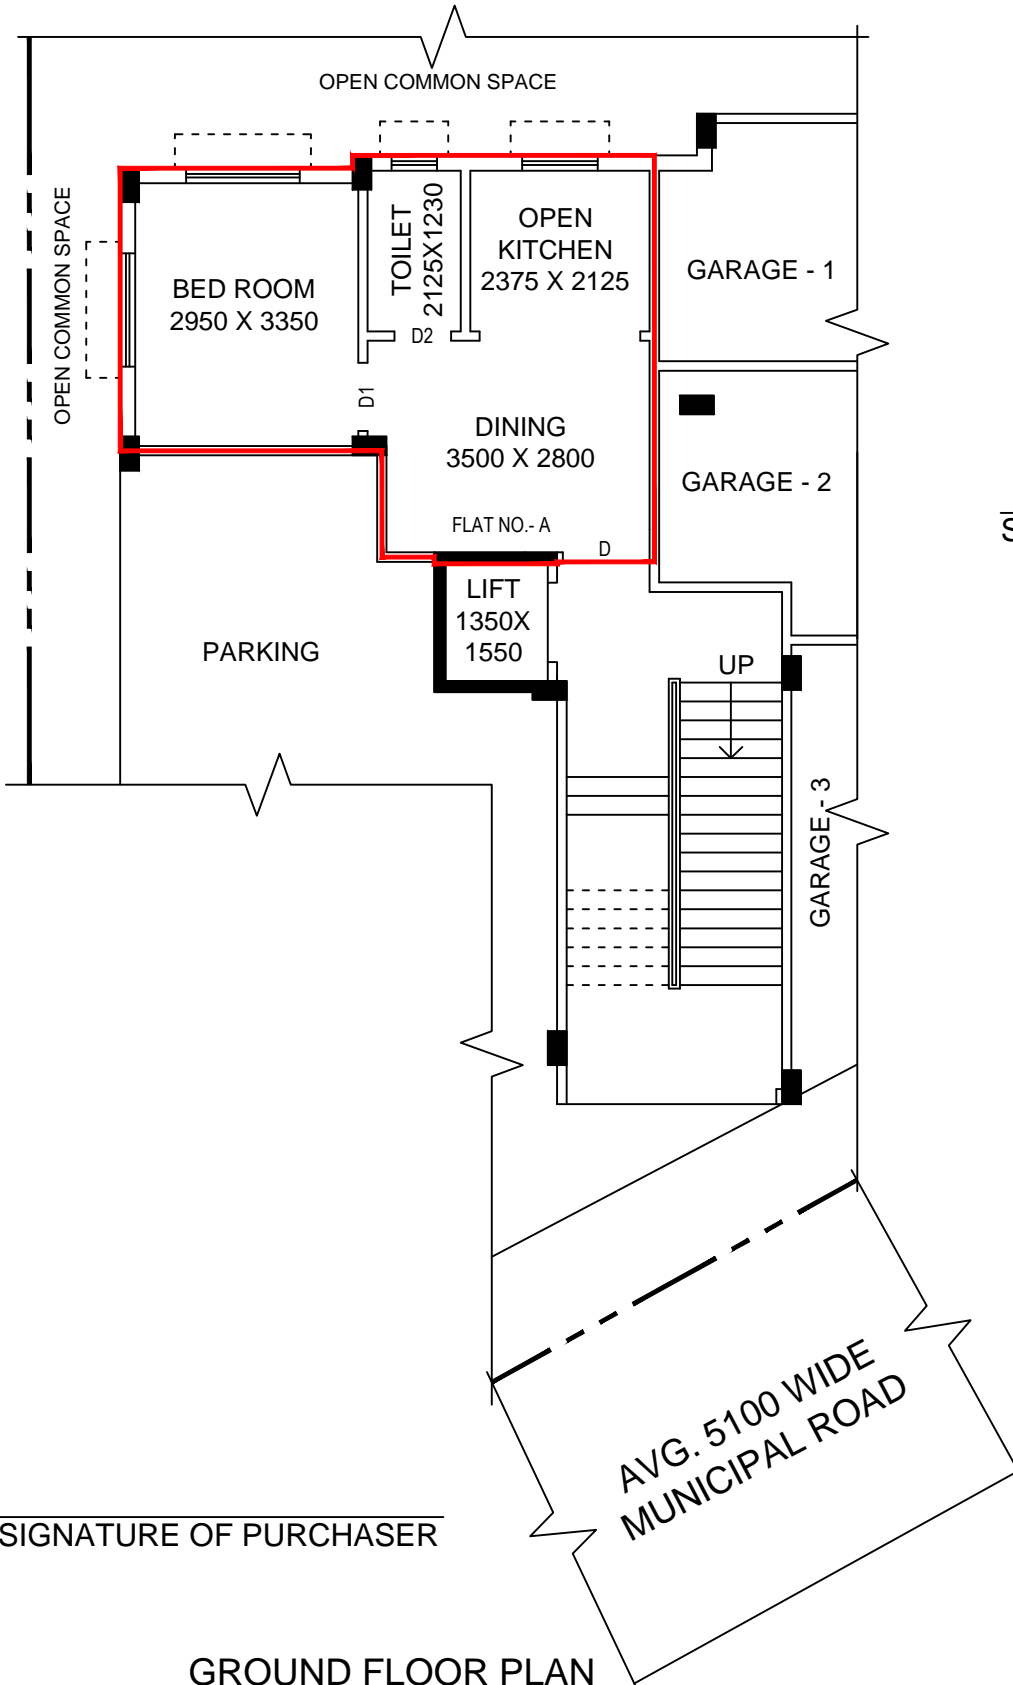 OPEN COMMON SPACE
OPEN COMMON SPACE
BED ROOM
2950 X 3350
TOILET
2125X1230
OPEN
KITCHEN
2375 X 2125
GARAGE - 1
D2
D1
DINING
3500 X 2800
GARAGE - 2
FLAT NO.- A
D
S
LIFT
1350X
1550
PARKING
UP
GARAGE - 3
AVG. 5100 WIDE
MUNICIPAL ROAD
SIGNATURE OF PURCHASER
GROUND FLOOR PLAN